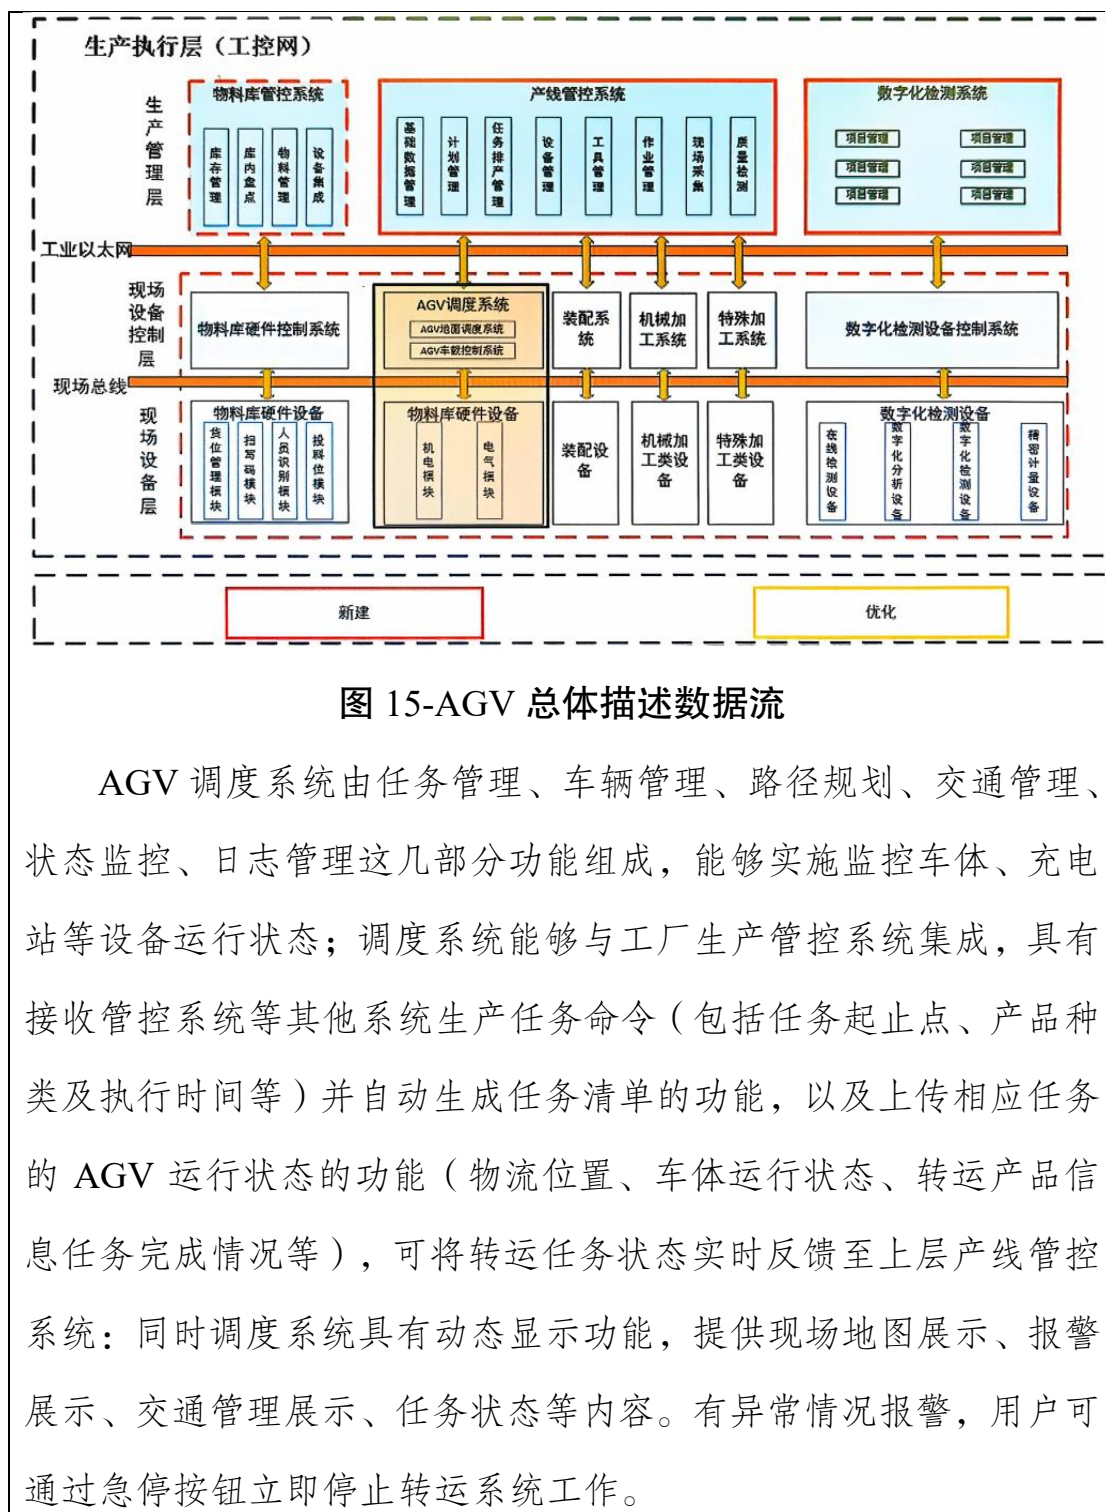 生产执行层（工控网）
生产管理层
物料库管控系统
库存管理
库内盘点
物料管理
设备集成
产线管控系统
基础数据管理
计划管理
任务排产管理
设备管理
工具管理
作业管理
现场采集
质量检测
数字化检测系统
项目管理 项目管理
项目管理 项目管理
项目管理 项目管理
工业以太网
现场设备控制层
物料库硬件控制系统
AGV调度系统
AGV地面调度系统
AGV车载控制系统
装配系统
机械加工系统
特殊加工系统
数字化检测设备控制系统
现场总线
现场设备层
物料库硬件设备
货位管理模块
扫写码模块
人员识别模块
投料位模块
物料库硬件设备
机电模块
电气模块
装配设备
机械加工类设备
特殊加工类设备
数字化检测设备
在线检测设备
数字化分析设备
数字化检测设备
精密计量设备
新建
优化
图 15-AGV 总体描述数据流
AGV 调度系统由任务管理、车辆管理、路径规划、交通管理、
状态监控、日志管理这几部分功能组成，能够实施监控车体、充电
站等设备运行状态；调度系统能够与工厂生产管控系统集成，具有
接收管控系统等其他系统生产任务命令（包括任务起止点、产品种
类及执行时间等）并自动生成任务清单的功能，以及上传相应任务
的 AGV 运行状态的功能（物流位置、车体运行状态、转运产品信
息任务完成情况等），可将转运任务状态实时反馈至上层产线管控
系统：同时调度系统具有动态显示功能，提供现场地图展示、报警
展示、交通管理展示、任务状态等内容。有异常情况报警，用户可
通过急停按钮立即停止转运系统工作。